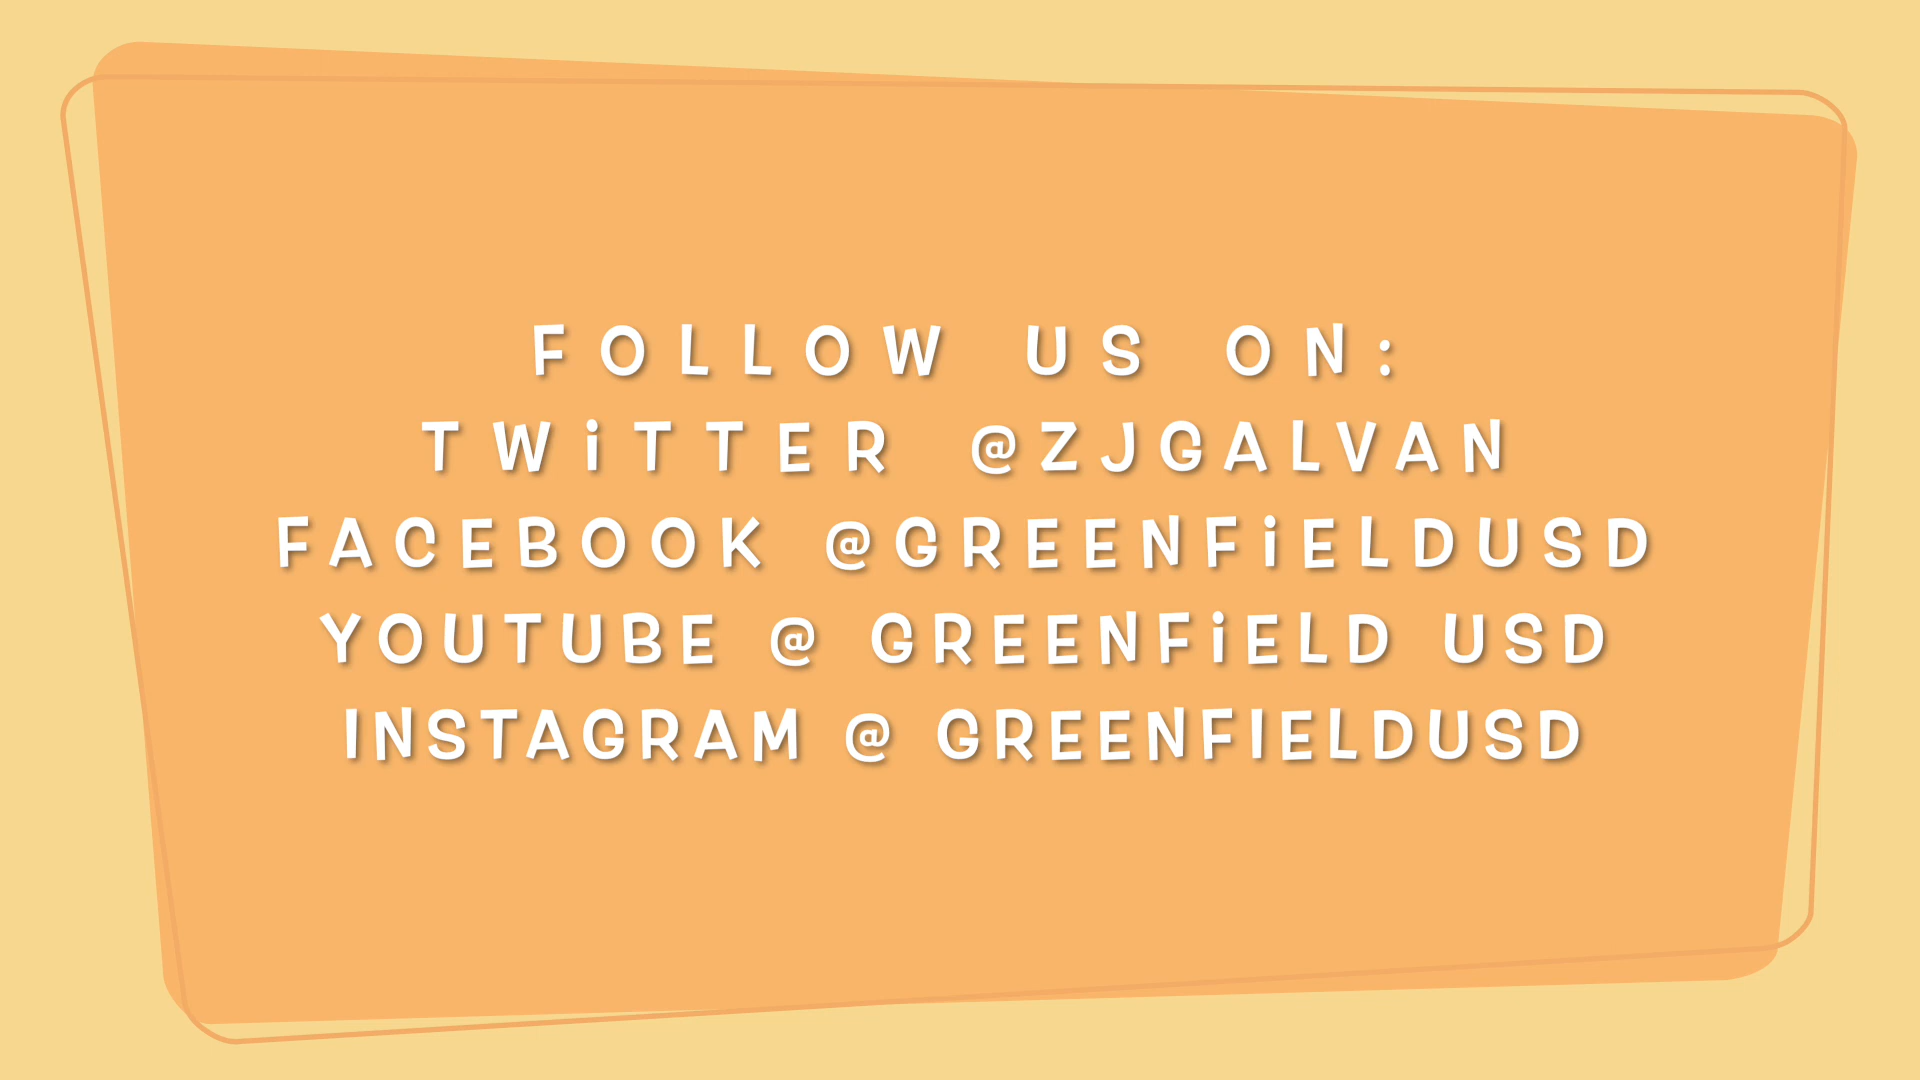 FOLLOW US ON:
TWiTTER @ZJGALVAN
FACEBOOK @GREENFiELDUSD
YOUTUBE @ GREENFiELD USD
INSTAGRAM @ GREENFIELDUSD